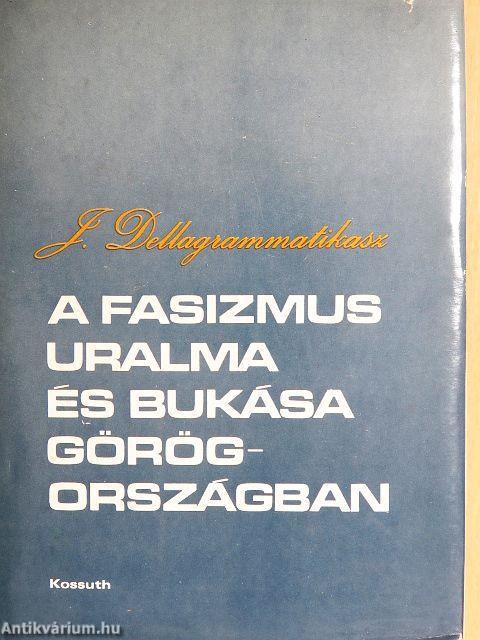 J. Dellagrammatikasz
A FASIZMUS
URALMA
ÉS BUKÁSA
GÖRÖG-
ORSZÁGBAN
Kossuth
Antikvárium.hu